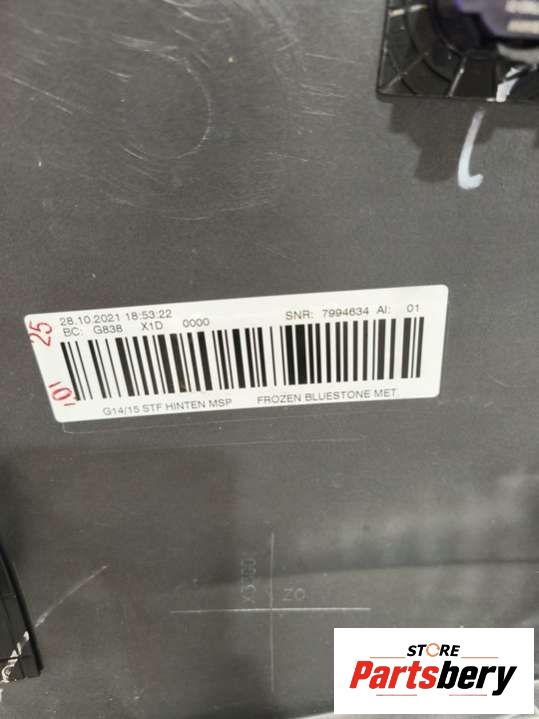 28.10.2021 18:53:22
BC: G838 X1D 0000 SNR: 7994634 AI: 01
25
101
G14/15 STF HINTEN MSP FROZEN BLUESTONE MET.
ZO
STORE
Partsbery